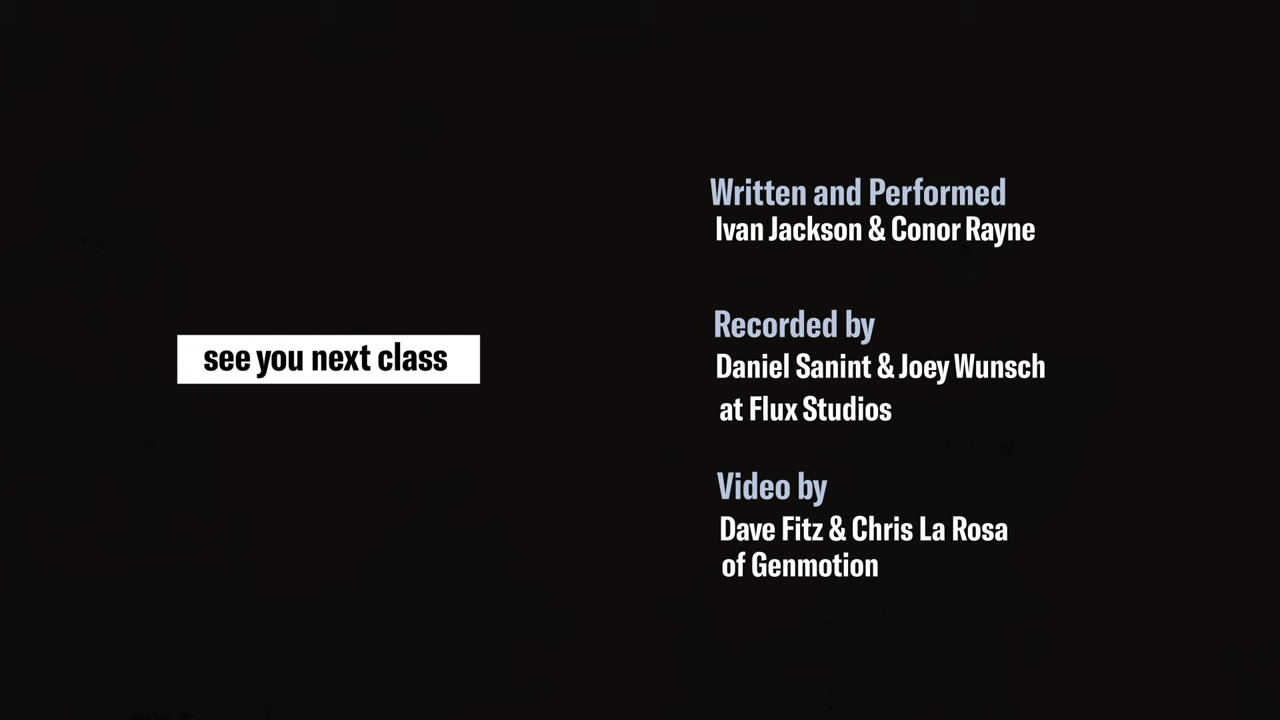 see you next class
Written and Performed
Ivan Jackson & Conor Rayne
Recorded by
Daniel Sanint & Joey Wunsch
at Flux Studios
Video by
Dave Fitz & Chris La Rosa
of Genmotion